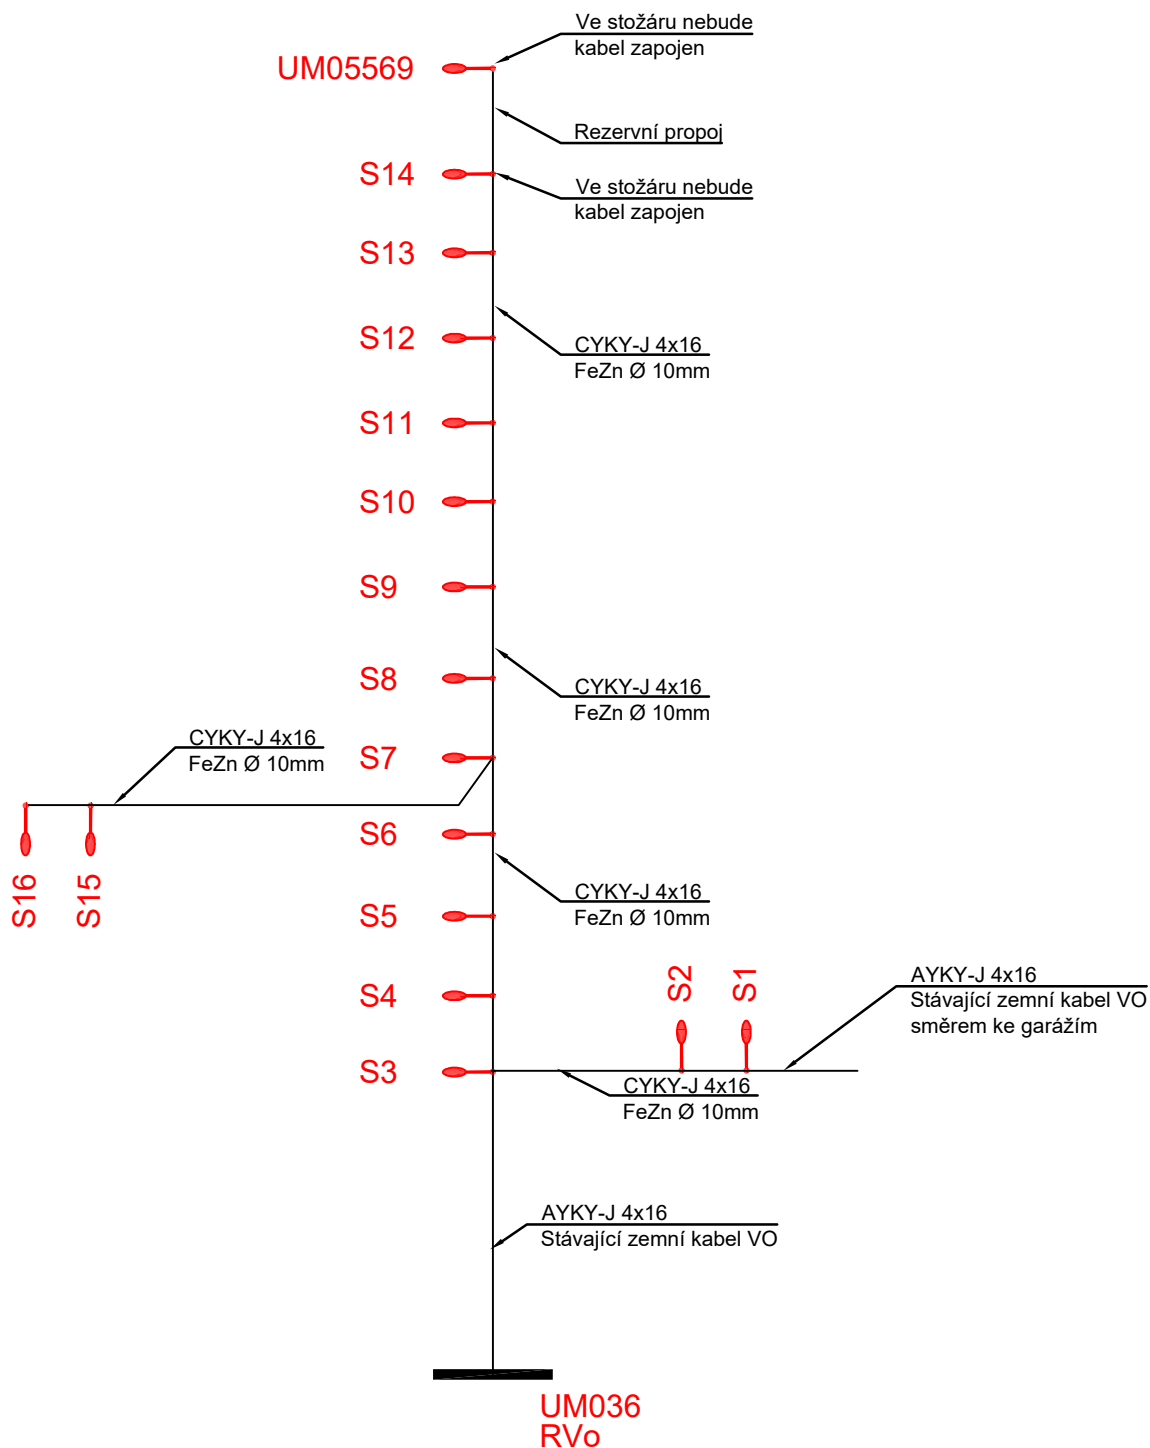 Ve stožáru nebude
kabel zapojen
UM05569
Rezervní propoj
S14
Ve stožáru nebude
kabel zapojen
S13
S12
CYKY-J 4x16
FeZn Ø 10mm
S11
S10
S9
S8
CYKY-J 4x16
FeZn Ø 10mm
CYKY-J 4x16
FeZn Ø 10mm
S7
S6
S16
S15
CYKY-J 4x16
FeZn Ø 10mm
S5
S4
S2
S1
AYKY-J 4x16
Stávající zemní kabel VO
směrem ke garážím
S3
CYKY-J 4x16
FeZn Ø 10mm
AYKY-J 4x16
Stávající zemní kabel VO
UM036
RVo